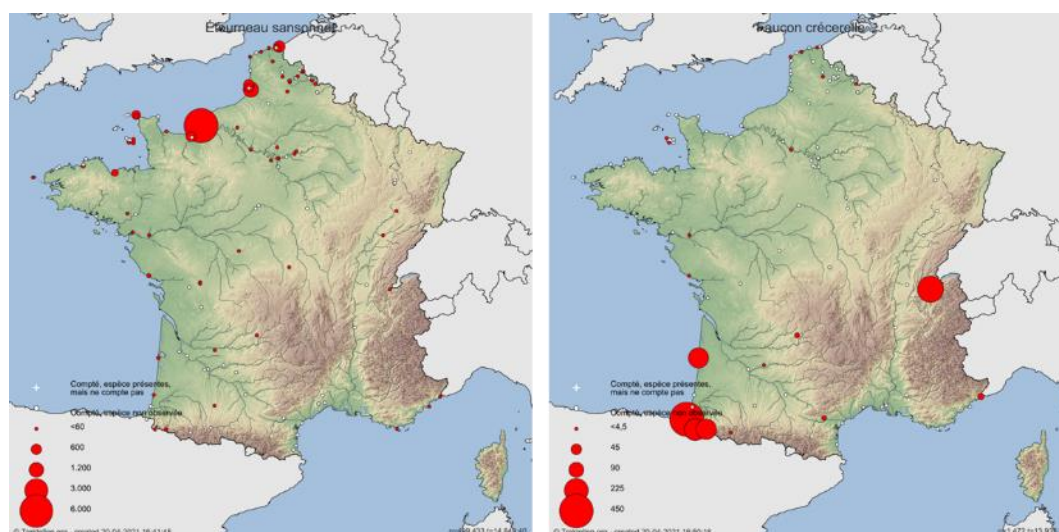 Étourneau sansonnet
Compté, espèce présentes,
mais ne compte pas
Compté, espèce non observée
<60
600
1.200
3.000
6.000
Faucon crécerelle
Compté, espèce présentes,
mais ne compte pas
Compté, espèce non observée
<4,5
45
90
225
450